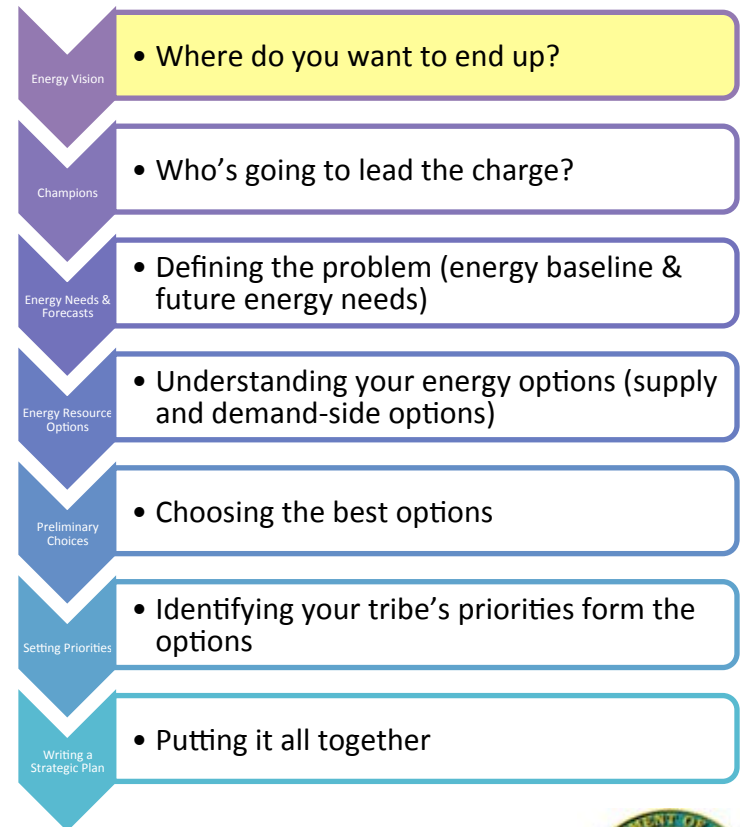 Energy Vision
• Where do you want to end up?
Champions
• Who's going to lead the charge?
Energy Needs &
Forecasts
• Defining the problem (energy baseline &
future energy needs)
Energy Resource
Options
• Understanding your energy options (supply
and demand-side options)
Preliminary
Choices
• Choosing the best options
Setting Priorities
• Identifying your tribe's priorities form the
options
Writing a
Strategic Plan
• Putting it all together